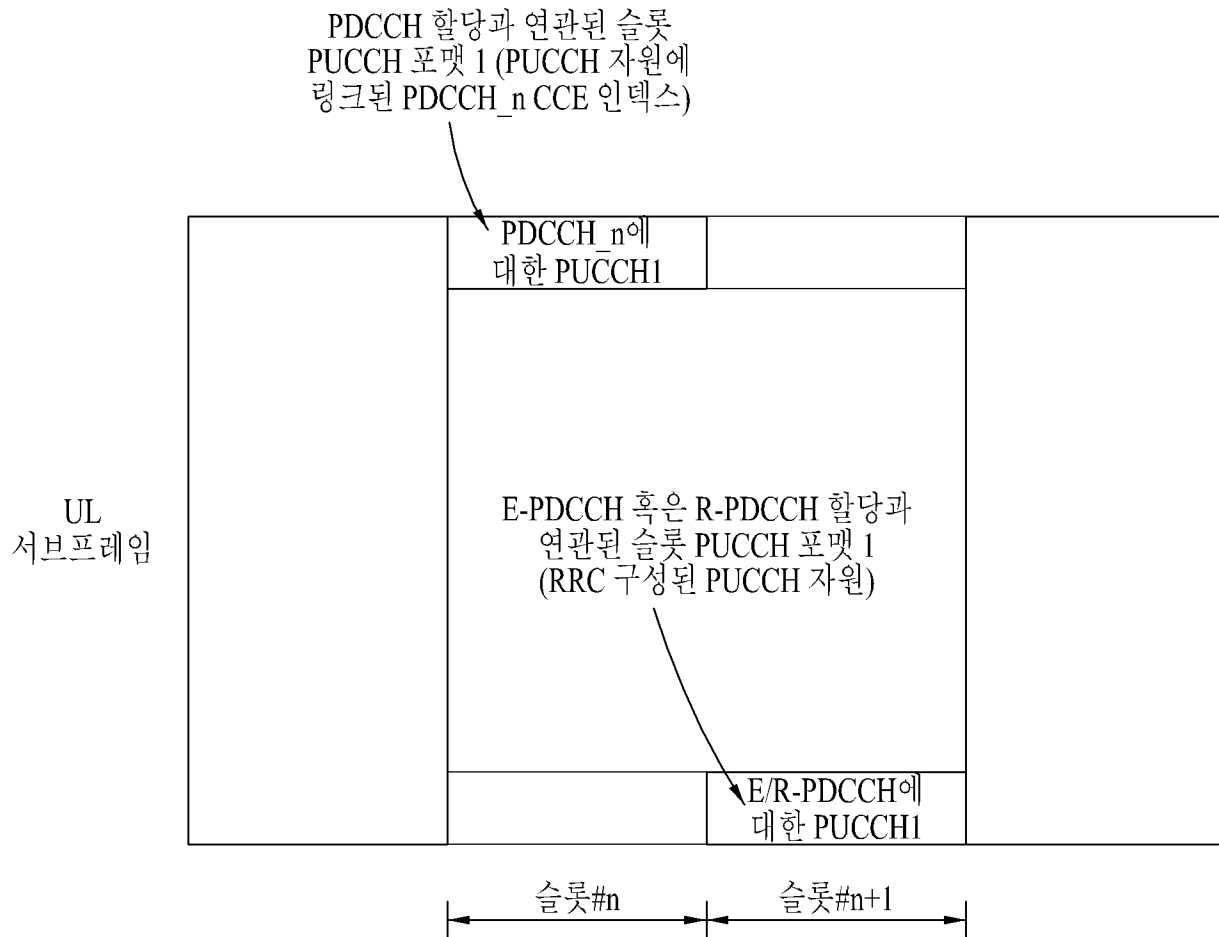 PDCCH 할당과 연관된 슬롯
PUCCH 포맷 1 (PUCCH 자원에
링크된 PDCCH_n CCE 인덱스)
PDCCH_n에
대한 PUCCH1
UL
서브프레임
E-PDCCH 혹은 R-PDCCH 할당과
연관된 슬롯 PUCCH 포맷 1
(RRC 구성된 PUCCH 자원)
E/R-PDCCH에
대한 PUCCH1
슬롯#n
슬롯#n+1